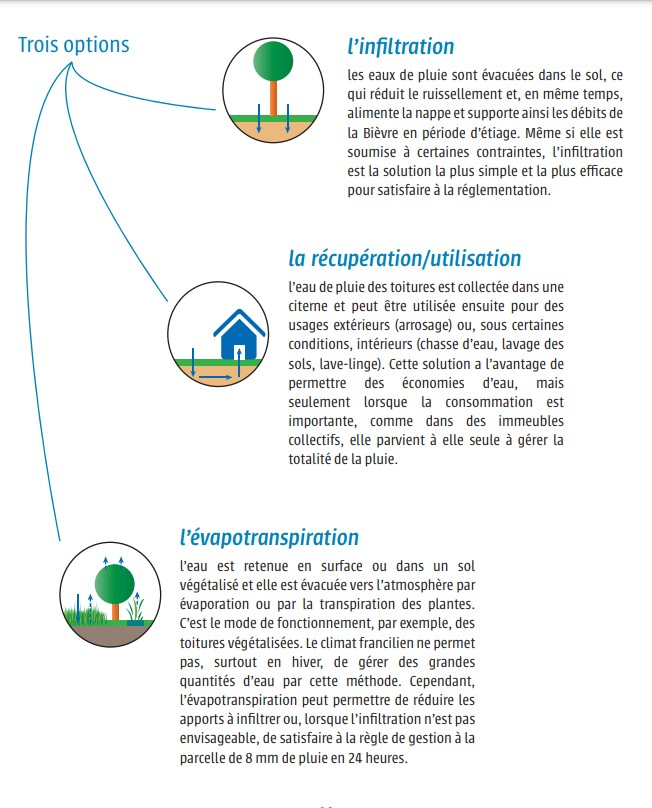 Trois options
l’infiltration
les eaux de pluie sont évacuées dans le sol, ce
qui réduit le ruissellement et, en même temps,
alimente la nappe et supporte ainsi les débits de
la Bièvre en période d’étiage. Même si elle est
soumise à certaines contraintes, l’infiltration
est la solution la plus simple et la plus efficace
pour satisfaire à la réglementation.
la récupération/utilisation
l’eau de pluie des toitures est collectée dans une
citerne et peut être utilisée ensuite pour des
usages extérieurs (arrosage) ou, sous certaines
conditions, intérieurs (chasse d’eau, lavage des
sols, lave-linge). Cette solution a l’avantage de
permettre des économies d’eau, mais
seulement lorsque la consommation est
importante, comme dans des immeubles
collectifs, elle parvient à elle seule à gérer la
totalité de la pluie.
l’évapotranspiration
l’eau est retenue en surface ou dans un sol
végétalisé et elle est évacuée vers l’atmosphère par
évaporation ou par la transpiration des plantes.
C’est le mode de fonctionnement, par exemple, des
toitures végétalisées. Le climat francilien ne permet
pas, surtout en hiver, de gérer des grandes
quantités d’eau par cette méthode. Cependant,
l’évapotranspiration peut permettre de réduire les
apports à infiltrer ou, lorsque l’infiltration n’est pas
envisageable, de satisfaire à la règle de gestion à la
parcelle de 8 mm de pluie en 24 heures.